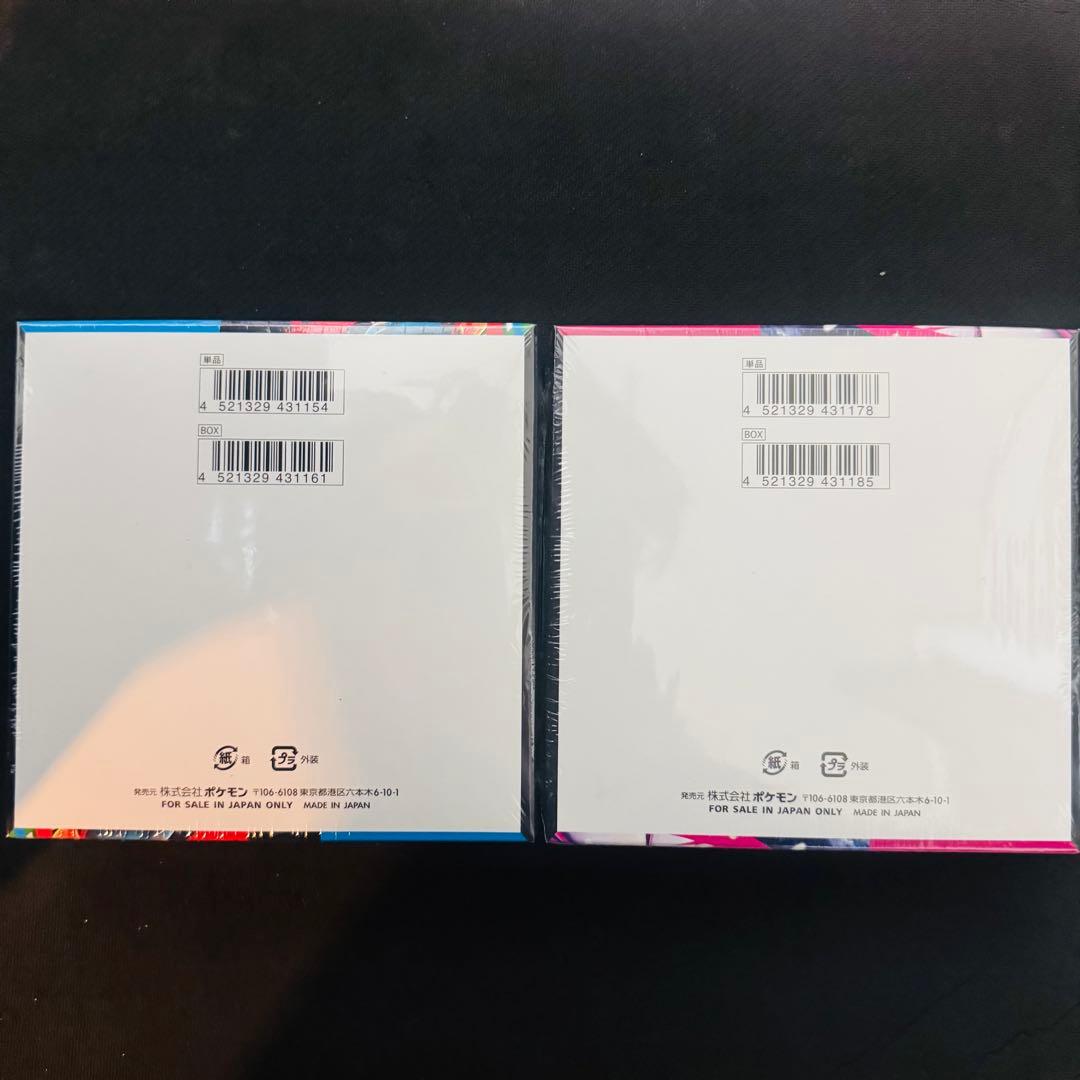 単品
4 521329 431154
BOX
4 521329 431161
紙 箱 プラ 外装
発売元 株式会社 ポケモン 〒106-6108 東京都港区六本木6-10-1
FOR SALE IN JAPAN ONLY MADE IN JAPAN
単品
4 521329 431178
BOX
4 521329 431185
紙 箱 プラ 外装
発売元 株式会社 ポケモン 〒106-6108 東京都港区六本木6-10-1
FOR SALE IN JAPAN ONLY MADE IN JAPAN